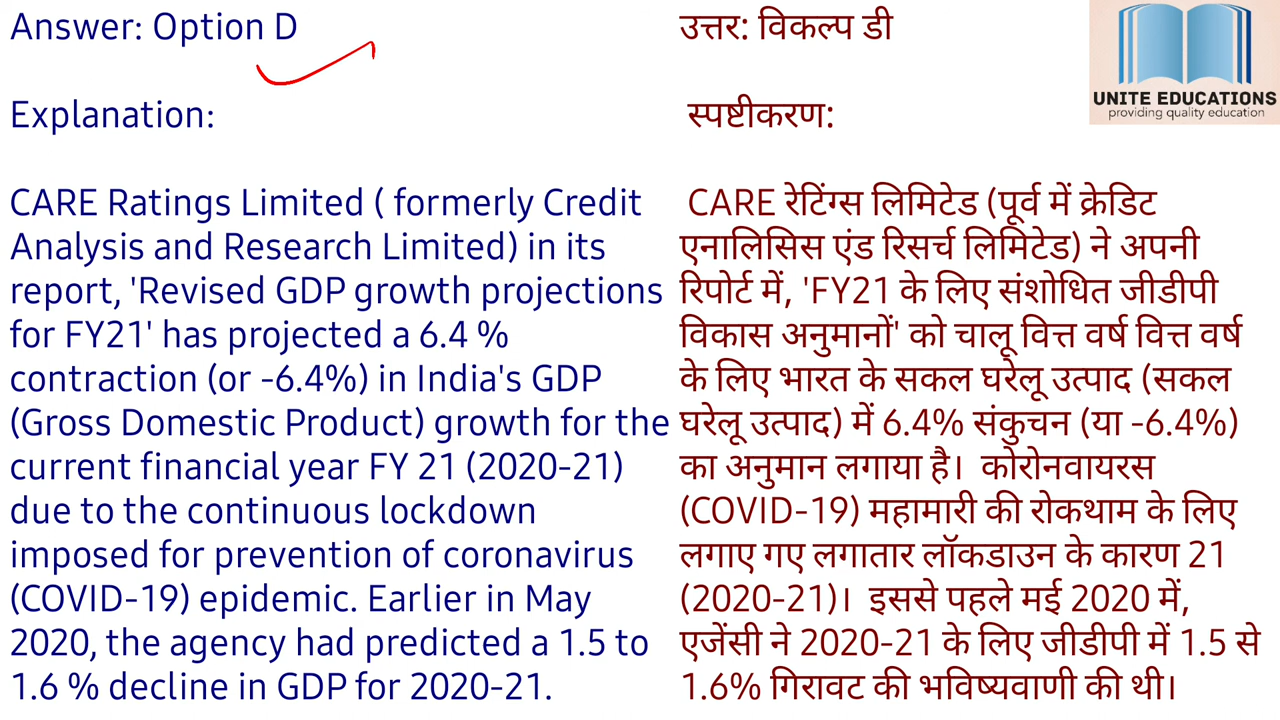 Answer: Option D
Explanation:
CARE Ratings Limited ( formerly Credit
Analysis and Research Limited) in its
report, 'Revised GDP growth projections
for FY21' has projected a 6.4 %
contraction (or -6.4%) in India's GDP
(Gross Domestic Product) growth for the
current financial year FY 21 (2020-21)
due to the continuous lockdown
imposed for prevention of coronavirus
(COVID-19) epidemic. Earlier in May
2020, the agency had predicted a 1.5 to
1.6 % decline in GDP for 2020-21.
उत्तर: विकल्प डी
स्पष्टीकरण:
CARE रेटिंग्स लिमिटेड (पूर्व में क्रेडिट
एनालिसिस एंड रिसर्च लिमिटेड) ने अपनी
रिपोर्ट में, 'FY21 के लिए संशोधित जीडीपी
विकास अनुमानों' को चालू वित्त वर्ष वित्त वर्ष
के लिए भारत के सकल घरेलू उत्पाद (सकल
घरेलू उत्पाद) में 6.4% संकुचन (या -6.4%)
का अनुमान लगाया है। कोरोनवायरस
(COVID-19) महामारी की रोकथाम के लिए
लगाए गए लगातार लॉकडाउन के कारण 21
(2020-21)। इससे पहले मई 2020 में,
एजेंसी ने 2020-21 के लिए जीडीपी में 1.5 से
1.6% गिरावट की भविष्यवाणी की थी।
UNITE EDUCATIONS
providing quality education